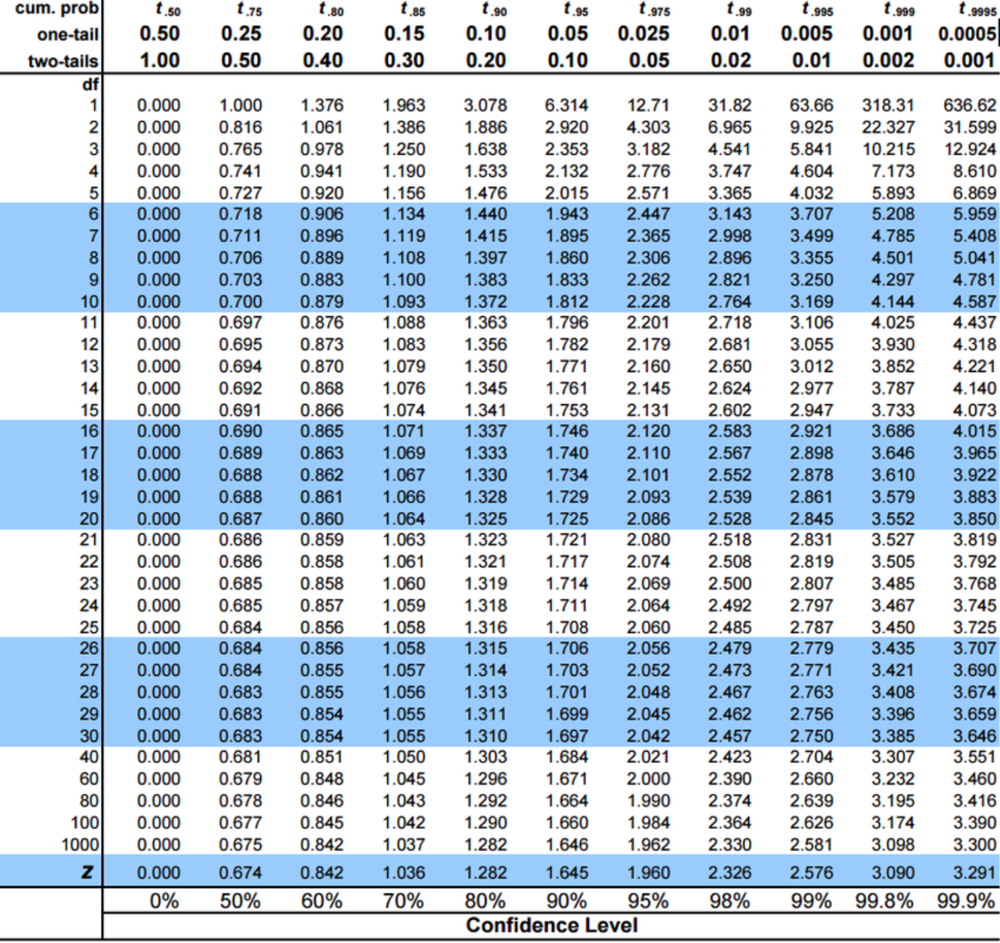 cum. prob t.50 t.75 t.80 t.85 t.90 t.95 t.975 t.99 t.995 t.999 t.9995
one-tail 0.50 0.25 0.20 0.15 0.10 0.05 0.025 0.01 0.005 0.001 0.0005
two-tails 1.00 0.50 0.40 0.30 0.20 0.10 0.05 0.02 0.01 0.002 0.001
df
1 0.000 1.000 1.376 1.963 3.078 6.314 12.71 31.82 63.66 318.31 636.62
2 0.000 0.816 1.061 1.386 1.886 2.920 4.303 6.965 9.925 22.327 31.599
3 0.000 0.765 0.978 1.250 1.638 2.353 3.182 4.541 5.841 10.215 12.924
4 0.000 0.741 0.941 1.190 1.533 2.132 2.776 3.747 4.604 7.173 8.610
5 0.000 0.727 0.920 1.156 1.476 2.015 2.571 3.365 4.032 5.893 6.869
6 0.000 0.718 0.906 1.134 1.440 1.943 2.447 3.143 3.707 5.208 5.959
7 0.000 0.711 0.896 1.119 1.415 1.895 2.365 2.998 3.499 4.785 5.408
8 0.000 0.706 0.889 1.108 1.397 1.860 2.306 2.896 3.355 4.501 5.041
9 0.000 0.703 0.883 1.100 1.383 1.833 2.262 2.821 3.250 4.297 4.781
10 0.000 0.700 0.879 1.093 1.372 1.812 2.228 2.764 3.169 4.144 4.587
11 0.000 0.697 0.876 1.088 1.363 1.796 2.201 2.718 3.106 4.025 4.437
12 0.000 0.695 0.873 1.083 1.356 1.782 2.179 2.681 3.055 3.930 4.318
13 0.000 0.694 0.870 1.079 1.350 1.771 2.160 2.650 3.012 3.852 4.221
14 0.000 0.692 0.868 1.076 1.345 1.761 2.145 2.624 2.977 3.787 4.140
15 0.000 0.691 0.866 1.074 1.341 1.753 2.131 2.602 2.947 3.733 4.073
16 0.000 0.690 0.865 1.071 1.337 1.746 2.120 2.583 2.921 3.686 4.015
17 0.000 0.689 0.863 1.069 1.333 1.740 2.110 2.567 2.898 3.646 3.965
18 0.000 0.688 0.862 1.067 1.330 1.734 2.101 2.552 2.878 3.610 3.922
19 0.000 0.688 0.861 1.066 1.328 1.729 2.093 2.539 2.861 3.579 3.883
20 0.000 0.687 0.860 1.064 1.325 1.725 2.086 2.528 2.845 3.552 3.850
21 0.000 0.686 0.859 1.063 1.323 1.721 2.080 2.518 2.831 3.527 3.819
22 0.000 0.686 0.858 1.061 1.321 1.717 2.074 2.508 2.819 3.505 3.792
23 0.000 0.685 0.858 1.060 1.319 1.714 2.069 2.500 2.807 3.485 3.768
24 0.000 0.685 0.857 1.059 1.318 1.711 2.064 2.492 2.797 3.467 3.745
25 0.000 0.684 0.856 1.058 1.316 1.708 2.060 2.485 2.787 3.450 3.725
26 0.000 0.684 0.856 1.058 1.315 1.706 2.056 2.479 2.779 3.435 3.707
27 0.000 0.684 0.855 1.057 1.314 1.703 2.052 2.473 2.771 3.421 3.690
28 0.000 0.683 0.855 1.056 1.313 1.701 2.048 2.467 2.763 3.408 3.674
29 0.000 0.683 0.854 1.055 1.311 1.699 2.045 2.462 2.756 3.396 3.659
30 0.000 0.683 0.854 1.055 1.310 1.697 2.042 2.457 2.750 3.385 3.646
40 0.000 0.681 0.851 1.050 1.303 1.684 2.021 2.423 2.704 3.307 3.551
60 0.000 0.679 0.848 1.045 1.296 1.671 2.000 2.390 2.660 3.232 3.460
80 0.000 0.678 0.846 1.043 1.292 1.664 1.990 2.374 2.639 3.195 3.416
100 0.000 0.677 0.845 1.042 1.290 1.660 1.984 2.364 2.626 3.174 3.390
1000 0.000 0.675 0.842 1.037 1.282 1.646 1.962 2.330 2.581 3.098 3.300
Z 0.000 0.674 0.842 1.036 1.282 1.645 1.960 2.326 2.576 3.090 3.291
0% 50% 60% 70% 80% 90% 95% 98% 99% 99.8% 99.9%
Confidence Level